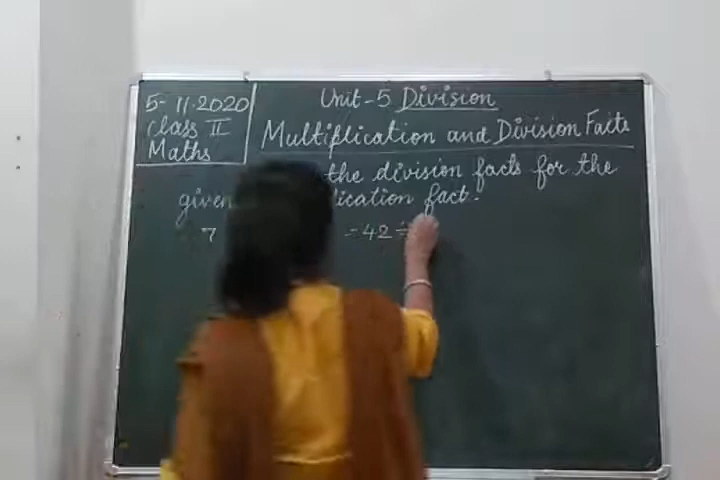 5-11-2020
Class II
Maths
Unit-5 Division
Multiplication and Division Facts
the division facts for the
given fact.
7 - 42 ÷